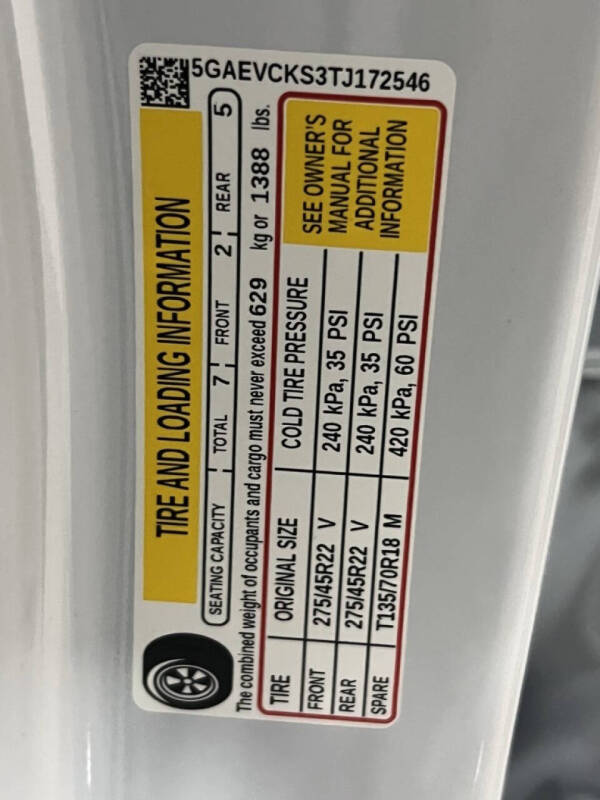 5GAEVCKS3TJ172546
TIRE AND LOADING INFORMATION
SEATING CAPACITY TOTAL 7 FRONT 2 REAR 5
The combined weight of occupants and cargo must never exceed 629 kg or 1388 lbs.
TIRE ORIGINAL SIZE COLD TIRE PRESSURE
FRONT 275/45R22 V 240 kPa, 35 PSI
REAR 275/45R22 V 240 kPa, 35 PSI
SPARE T135/70R18 M 420 kPa, 60 PSI
SEE OWNER'S
MANUAL FOR
ADDITIONAL
INFORMATION